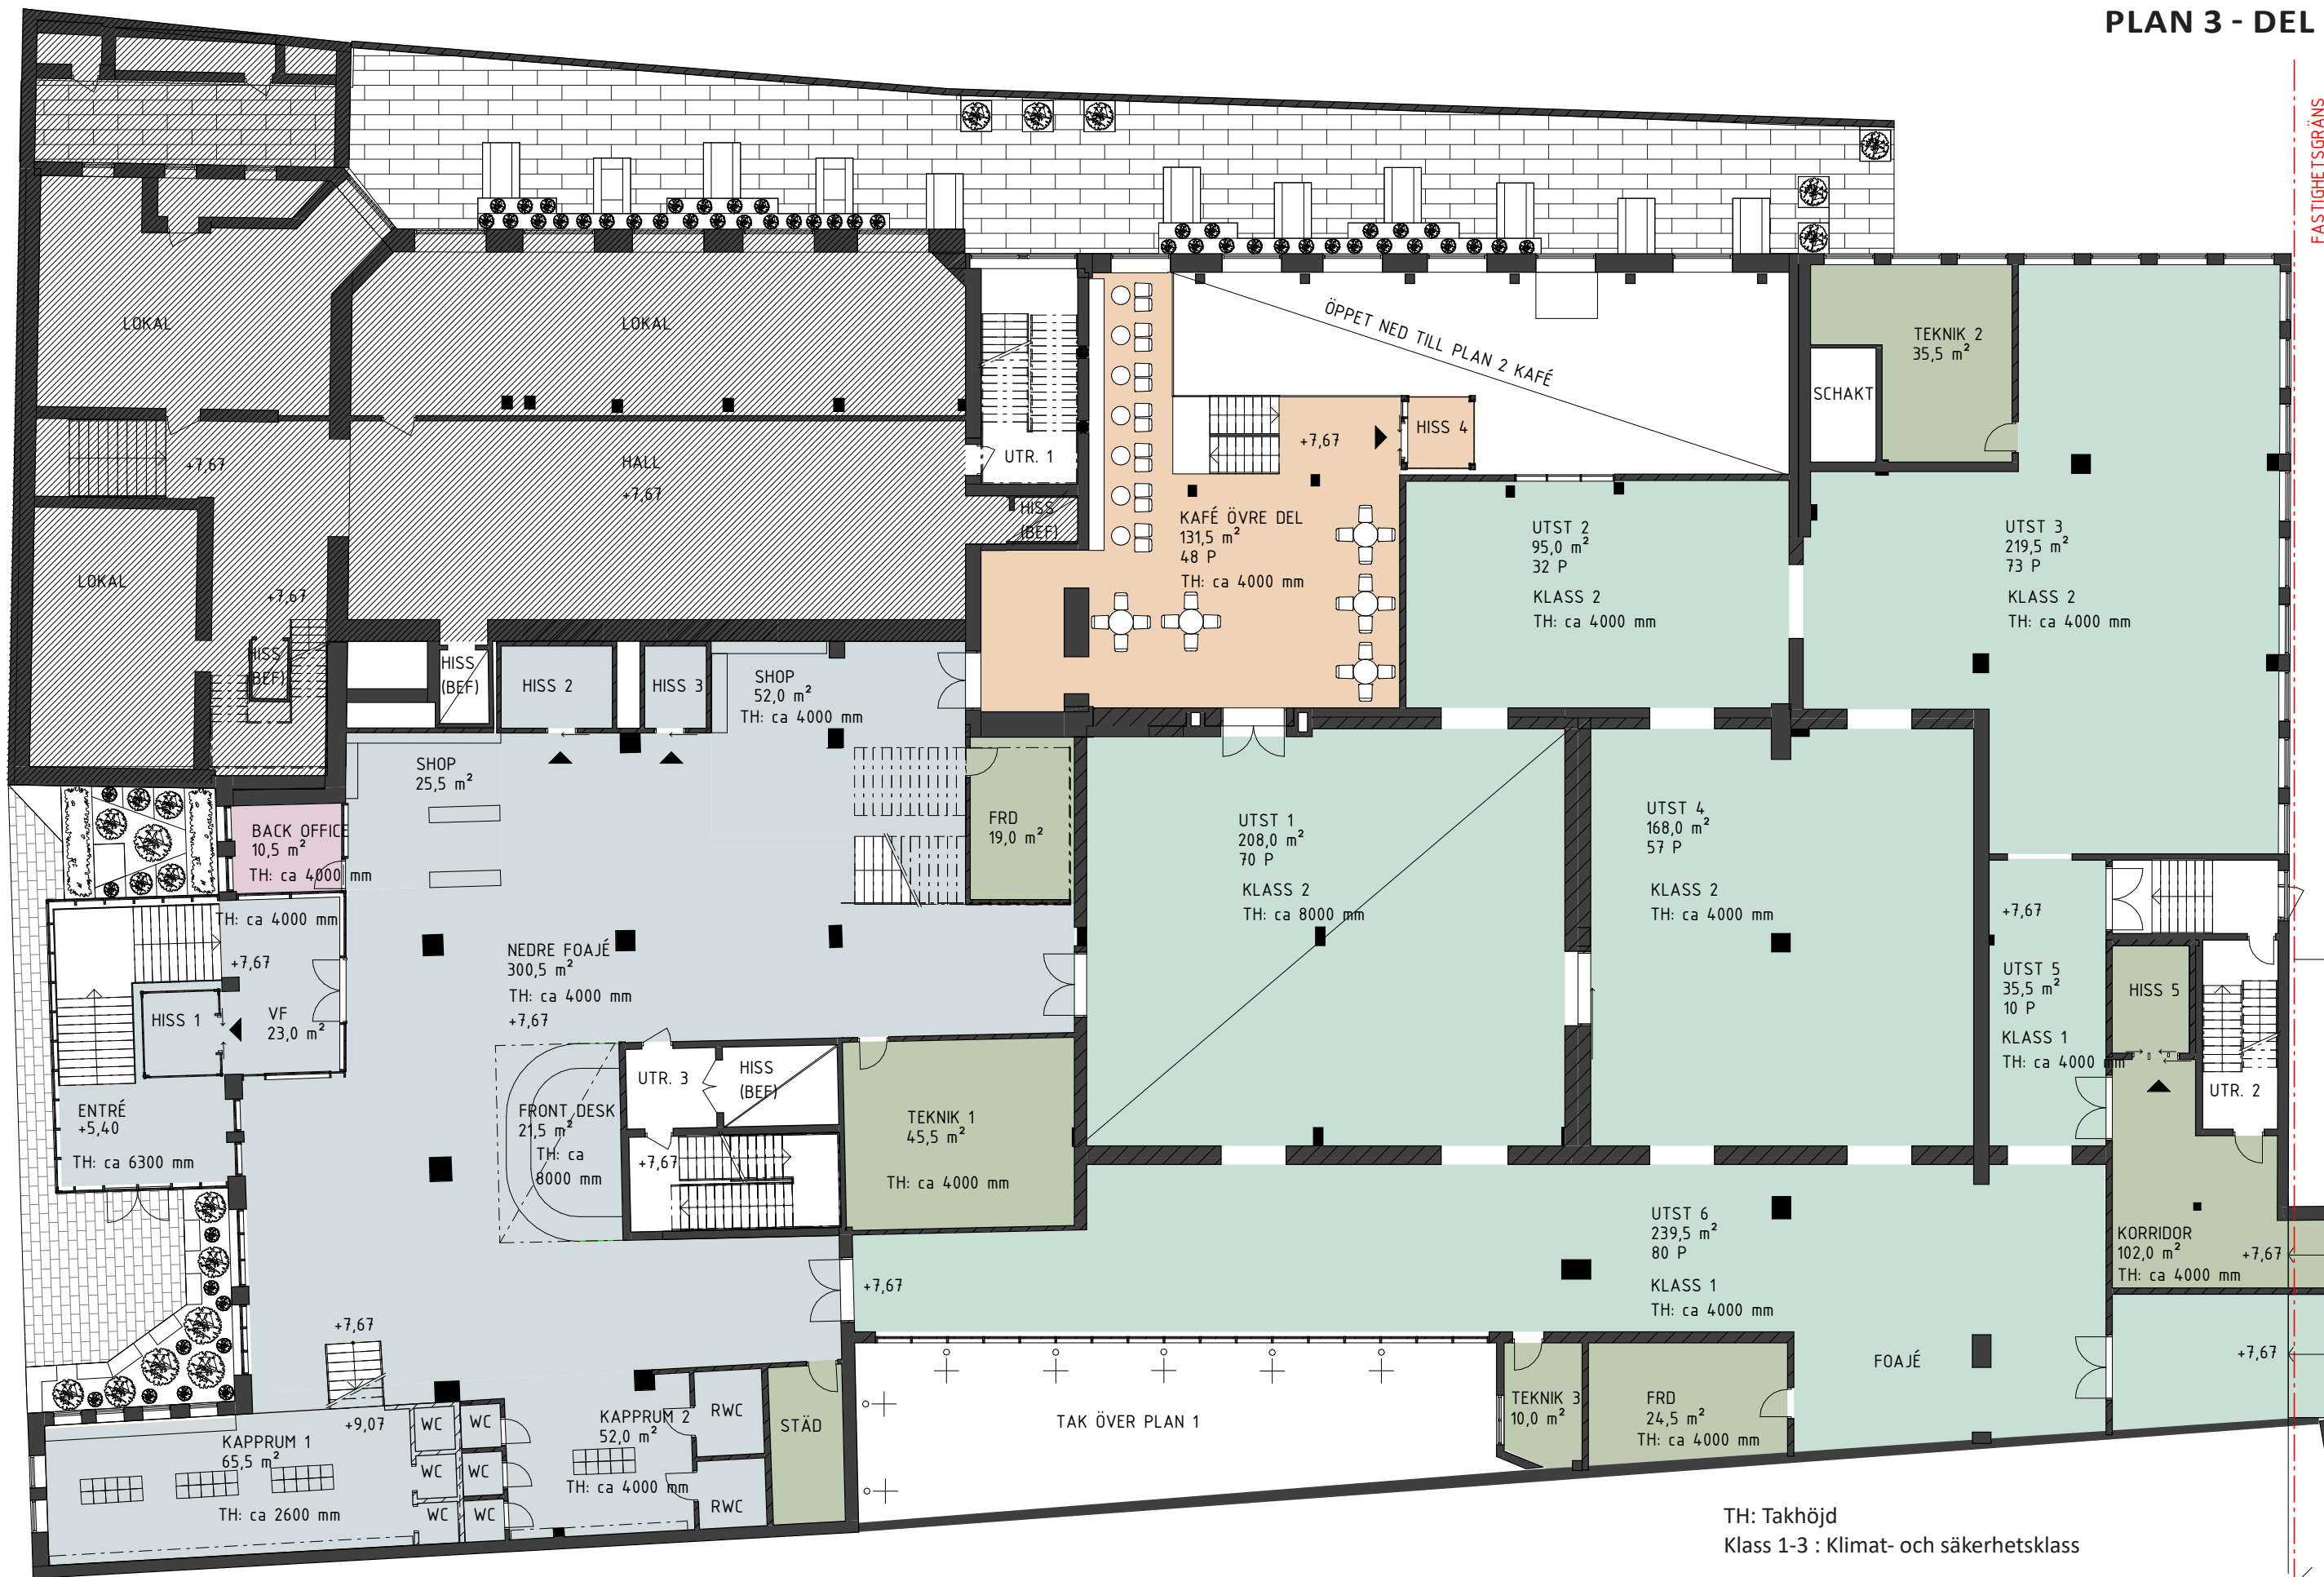 PLAN 3 - DEL
FASTIGHETSGRÄNS
LOKAL
LOKAL
ÖPPET NED TILL PLAN 2 KAFÉ
TEKNIK 2
35,5 m²
SCHAKT
HISS 4
+7,67
+7,67
HALL
+7,67
UTR. 1
HISS
(BEF)
KAFÉ ÖVRE DEL
131,5 m²
48 P
TH: ca 4000 mm
UTST 2
95,0 m²
32 P
KLASS 2
TH: ca 4000 mm
UTST 3
219,5 m²
73 P
KLASS 2
TH: ca 4000 mm
LOKAL
+7,67
HISS
(BEF)
HISS
(BEF)
HISS 2
HISS 3
SHOP
52,0 m²
TH: ca 4000 mm
SHOP
25,5 m²
BACK OFFICE
10,5 m²
TH: ca 4000 mm
FRD
19,0 m²
UTST 1
208,0 m²
70 P
KLASS 2
TH: ca 8000 mm
UTST 4
168,0 m²
57 P
KLASS 2
TH: ca 4000 mm
TH: ca 4000 mm
+7,67
HISS 1
VF
23,0 m²
NEDRE FOAJÉ
300,5 m²
TH: ca 4000 mm
+7,67
+7,67
UTST 5
35,5 m²
10 P
KLASS 1
TH: ca 4000 mm
HISS 5
UTR. 2
ENTRÉ
+5,40
TH: ca 6300 mm
FRONT DESK
21,5 m²
TH: ca
8000 mm
UTR. 3
HISS
(BEF)
+7,67
TEKNIK 1
45,5 m²
TH: ca 4000 mm
UTST 6
239,5 m²
80 P
KLASS 1
TH: ca 4000 mm
KORRIDOR
102,0 m²
TH: ca 4000 mm
+7,67
+7,67
+7,67
+7,67
FOAJÉ
KAPPRUM 1
65,5 m²
TH: ca 2600 mm
+9,07
WC
WC
WC
WC
WC
WC
KAPPRUM 2
52,0 m²
TH: ca 4000 mm
RWC
RWC
STÄD
TAK ÖVER PLAN 1
TEKNIK 3
10,0 m²
FRD
24,5 m²
TH: ca 4000 mm
TH: Takhöjd
Klass 1-3 : Klimat- och säkerhetsklass